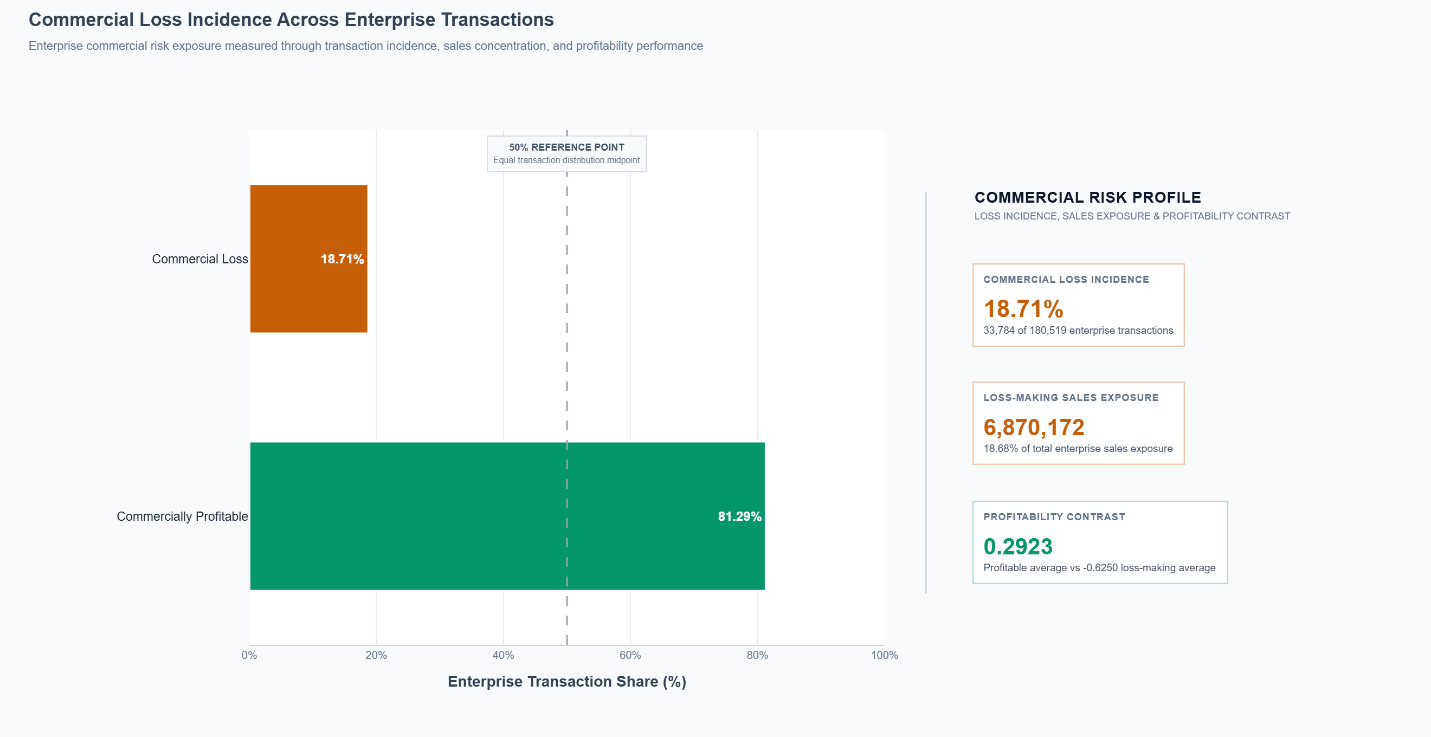 Commercial Loss Incidence Across Enterprise Transactions
Enterprise commercial risk exposure measured through transaction incidence, sales concentration, and profitability performance
50% REFERENCE POINT
Equal transaction distribution midpoint
Commercial Loss
18.71%
Commercially Profitable
81.29%
0%
20%
40%
60%
80%
100%
Enterprise Transaction Share (%)
COMMERCIAL RISK PROFILE
LOSS INCIDENCE, SALES EXPOSURE & PROFITABILITY CONTRAST
COMMERCIAL LOSS INCIDENCE
18.71%
33,784 of 180,519 enterprise transactions
LOSS-MAKING SALES EXPOSURE
6,870,172
18.68% of total enterprise sales exposure
PROFITABILITY CONTRAST
0.2923
Profitable average vs -0.6250 loss-making average